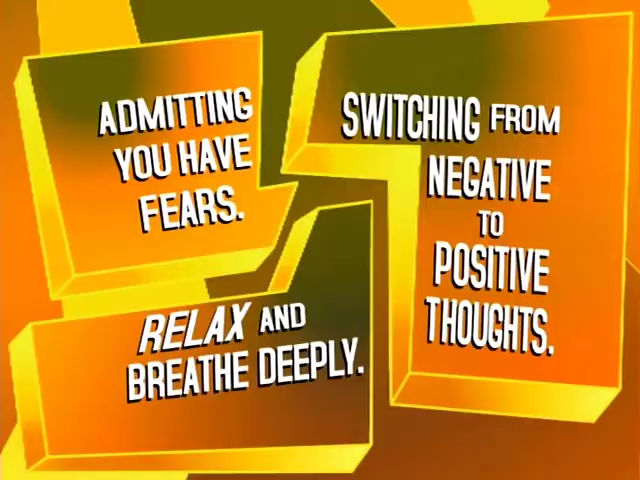 ADMITTING
YOU HAVE
FEARS.
RELAX AND
BREATHE DEEPLY.
SWITCHING FROM
NEGATIVE
TO
POSITIVE
THOUGHTS.